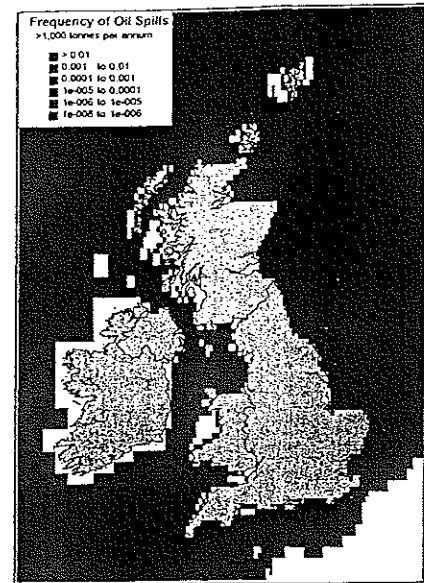 Frequency of Oil Spills
>1,000 tonnes per annum
> 0.01
0.001 to 0.01
0.0001 to 0.001
1e-005 to 0.0001
1e-006 to 1e-005
1e-008 to 1e-006